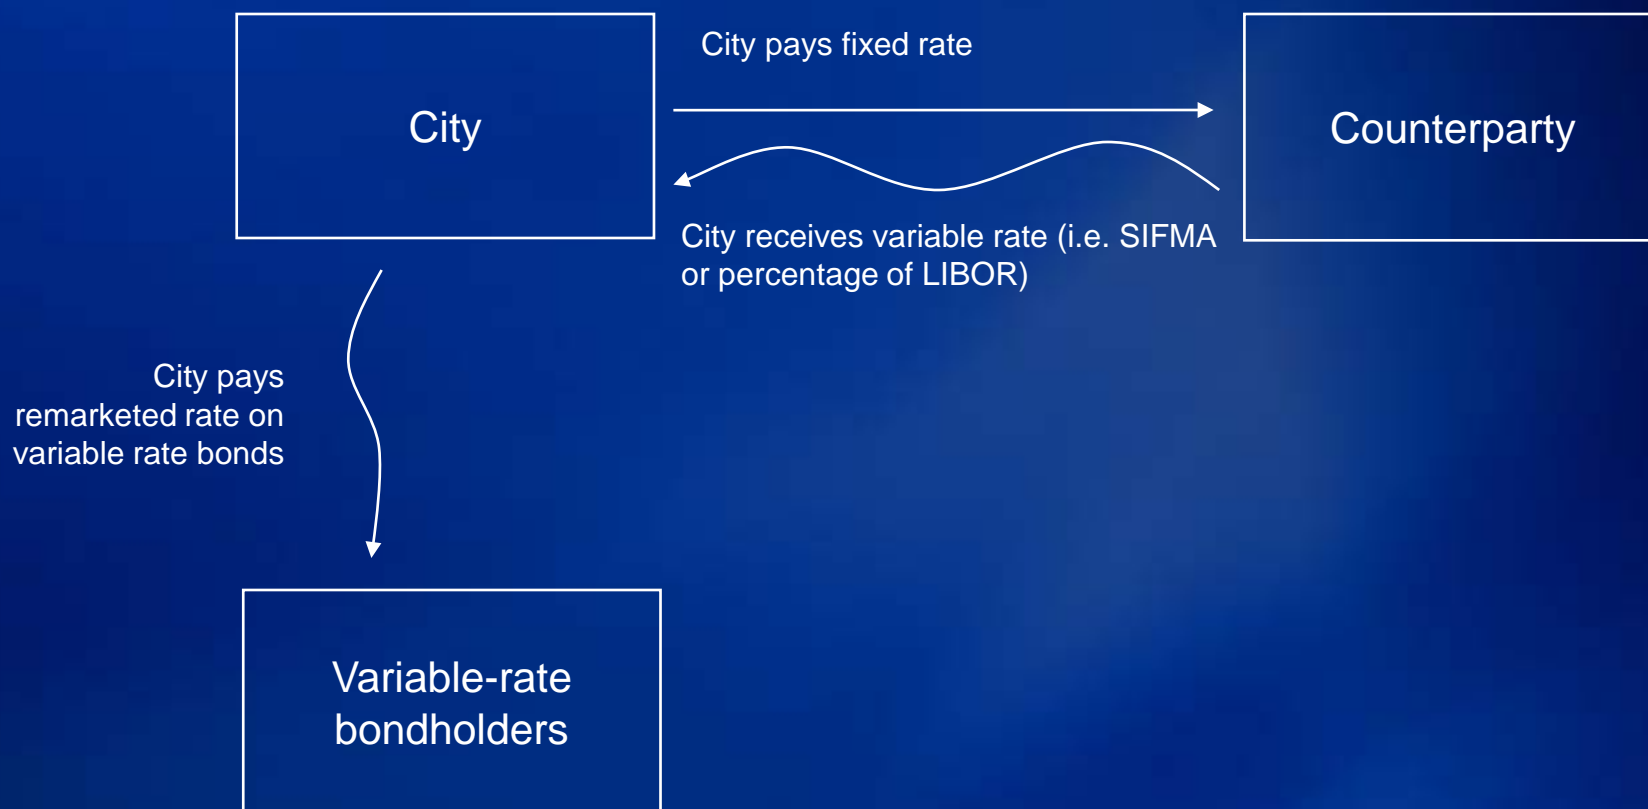 City pays fixed rate
City
Counterparty
City receives variable rate (i.e. SIFMA
or percentage of LIBOR)
City pays
remarketed rate on
variable rate bonds
Variable-rate
bondholders